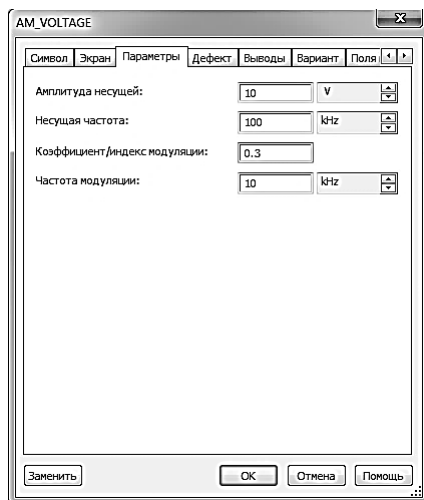 AM_VOLTAGE
Символ Экран Параметры Дефект Выводы Вариант Поля
Амплитуда несущей: 10 V
Несущая частота: 100 kHz
Коэффициент/индекс модуляции: 0.3
Частота модуляции: 10 kHz
Заменить OK Отмена Помощь